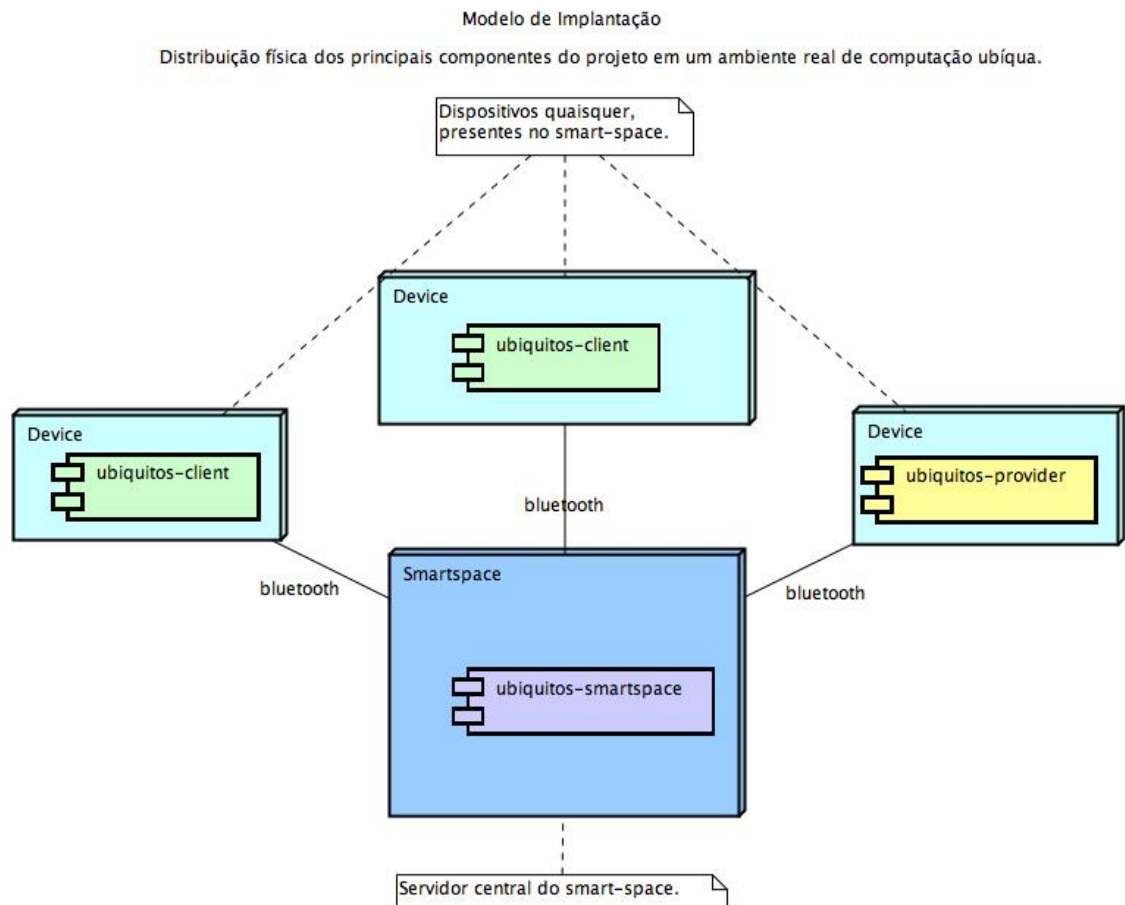 Modelo de Implantação
Distribuição física dos principais componentes do projeto em um ambiente real de computação ubíqua.
Dispositivos quaisquer,
presentes no smart-space.
Device
ubiquitos-client
Device
ubiquitos-client
Device
ubiquitos-provider
bluetooth
bluetooth
bluetooth
Smartspace
ubiquitos-smartspace
Servidor central do smart-space.